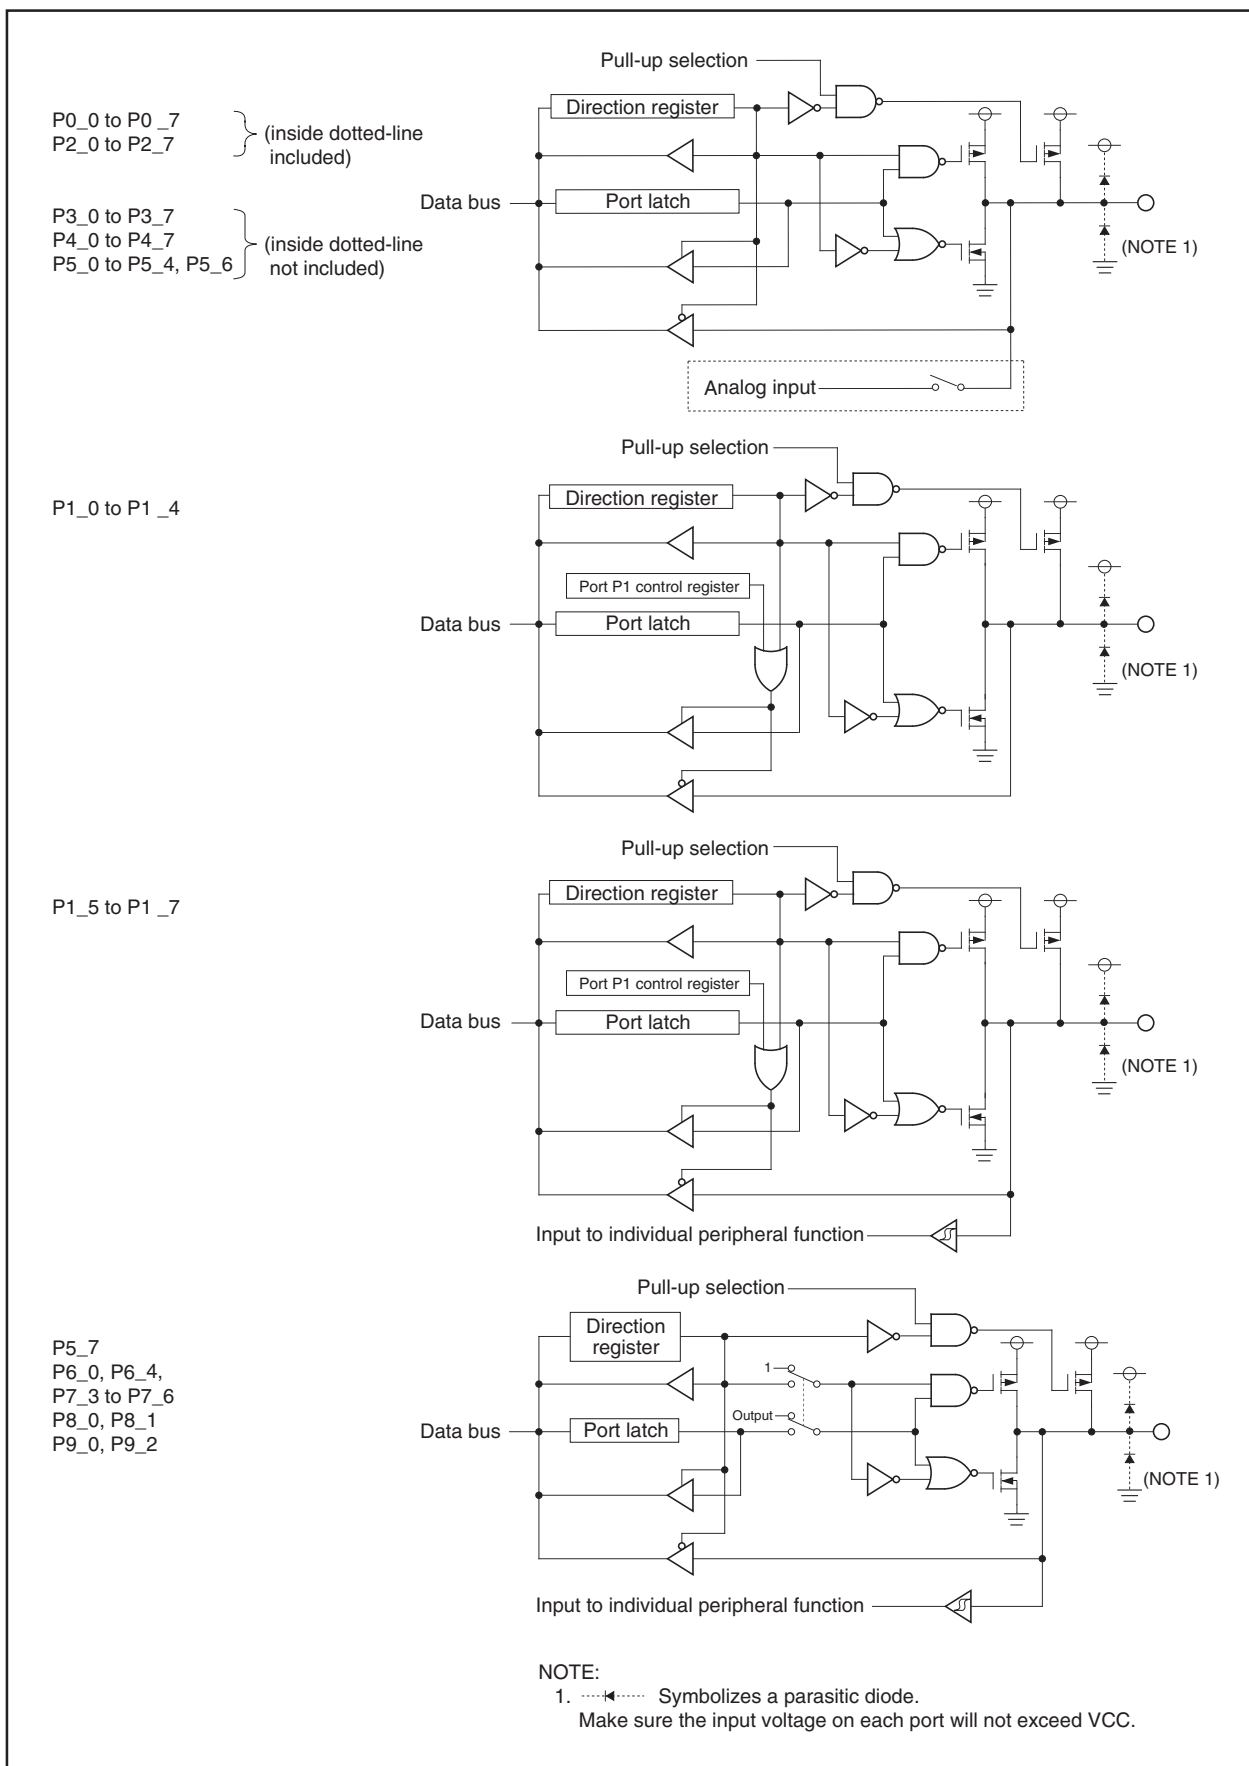 Pull-up selection
P0_0 to P0 _7
P2_0 to P2_7
(inside dotted-line
included)
Direction register
Data bus
Port latch
P3_0 to P3_7
P4_0 to P4_7
P5_0 to P5_4, P5_6
(inside dotted-line
not included)
(NOTE 1)
Analog input
Pull-up selection
P1_0 to P1 _4
Direction register
Port P1 control register
Data bus
Port latch
(NOTE 1)
Pull-up selection
P1_5 to P1 _7
Direction register
Port P1 control register
Data bus
Port latch
(NOTE 1)
Input to individual peripheral function
Pull-up selection
P5_7
P6_0, P6_4,
P7_3 to P7_6
P8_0, P8_1
P9_0, P9_2
Direction
register
1
Output
Data bus
Port latch
(NOTE 1)
Input to individual peripheral function
NOTE:
1. Symbolizes a parasitic diode.
Make sure the input voltage on each port will not exceed VCC.